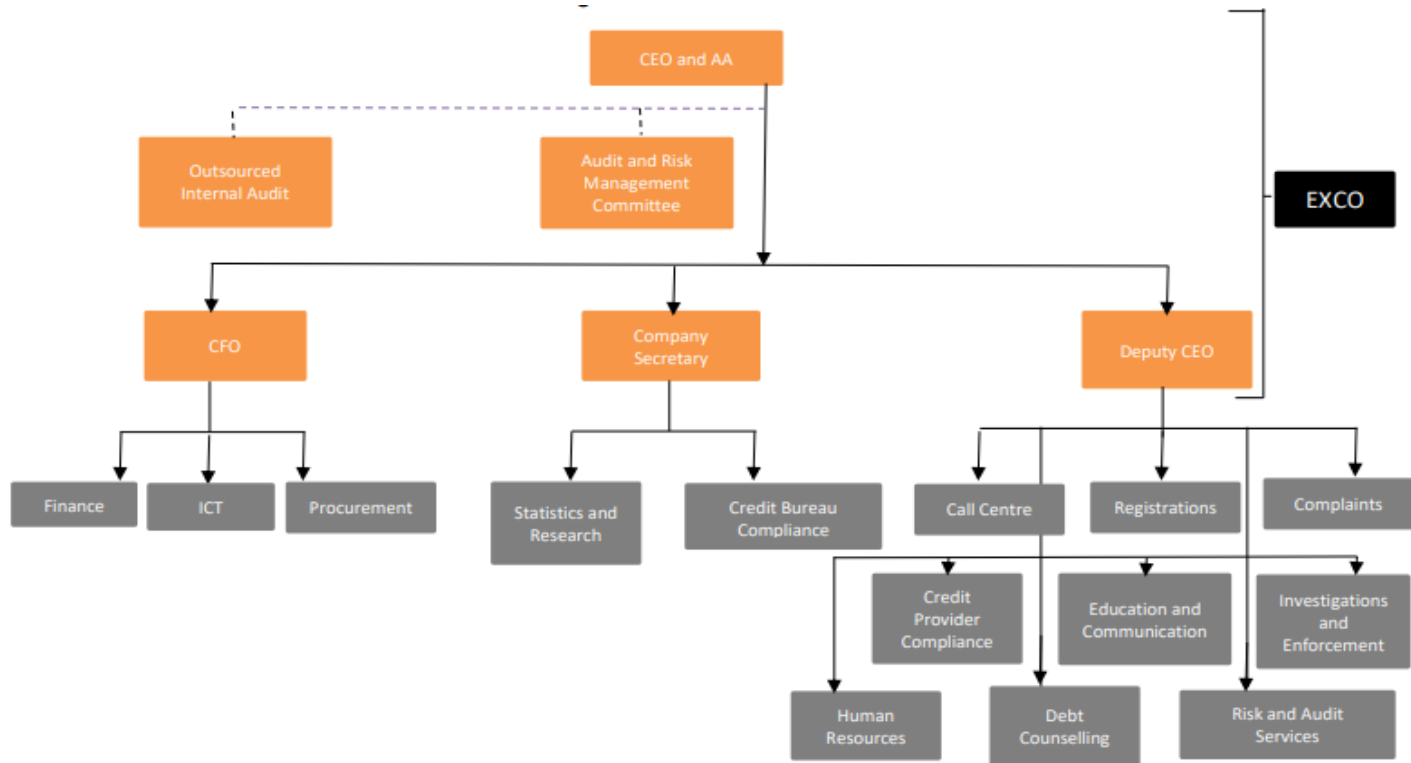 CEO and AA
Outsourced
Internal Audit
Audit and Risk
Management
Committee
EXCO
CFO
Company
Secretary
Deputy CEO
Finance
ICT
Procurement
Statistics and
Research
Credit Bureau
Compliance
Call Centre
Registrations
Complaints
Credit
Provider
Compliance
Education and
Communication
Investigations
and
Enforcement
Human
Resources
Debt
Counselling
Risk and Audit
Services